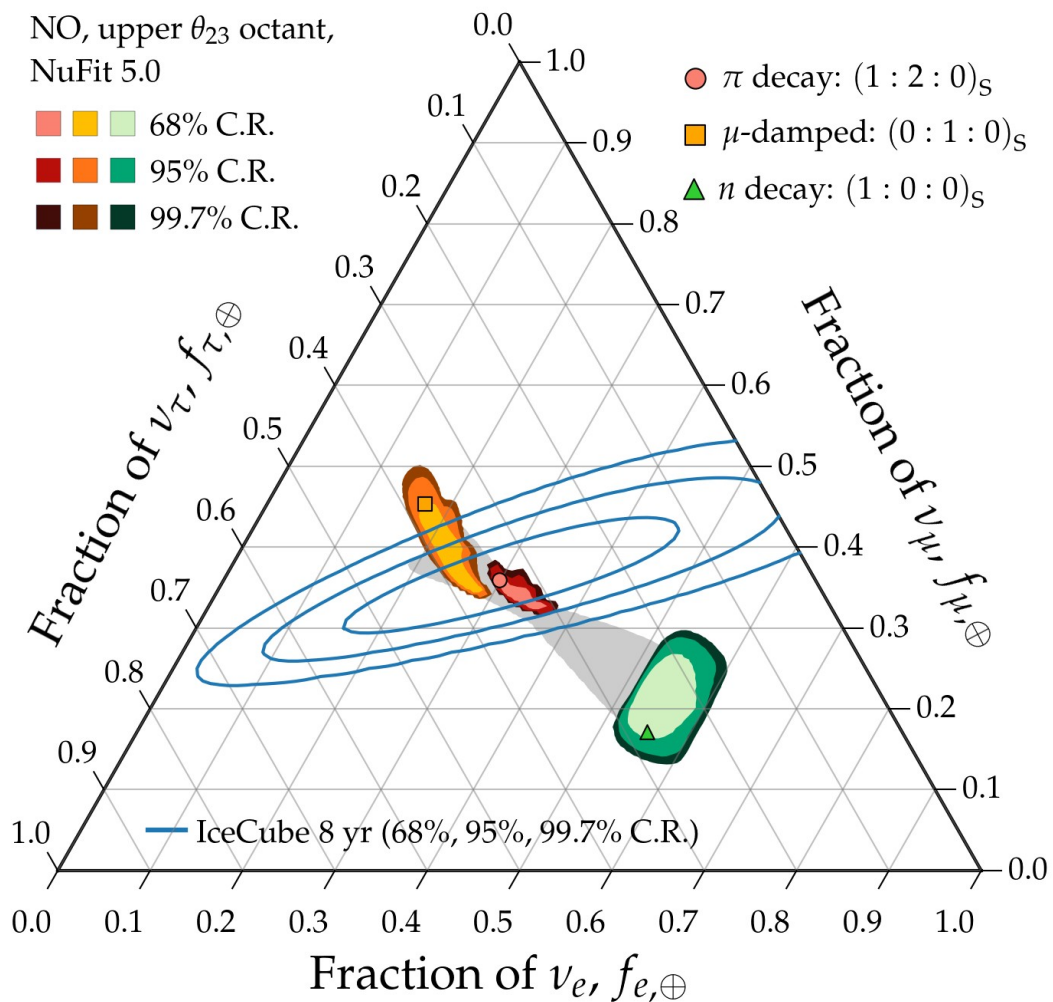 NO, upper θ₂₃ octant,
NuFit 5.0
68% C.R.
95% C.R.
99.7% C.R.
π decay: (1 : 2 : 0)ₛ
μ-damped: (0 : 1 : 0)ₛ
n decay: (1 : 0 : 0)ₛ
0.0
0.1
0.2
0.3
0.4
0.5
0.6
0.7
0.8
0.9
1.0
Fraction of ντ, fτ,⊕
1.0
0.9
0.8
0.7
0.6
0.5
0.4
0.3
0.2
0.1
0.0
Fraction of νμ, fμ,⊕
IceCube 8 yr (68%, 95%, 99.7% C.R.)
0.0 0.1 0.2 0.3 0.4 0.5 0.6 0.7 0.8 0.9 1.0
Fraction of νe, fe,⊕